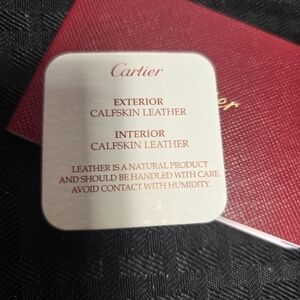 Cartier
EXTERIOR
CALFSKIN LEATHER
INTERIOR
CALFSKIN LEATHER
LEATHER IS A NATURAL PRODUCT
AND SHOULD BE HANDLED WITH CARE.
AVOID CONTACT WITH HUMIDITY.